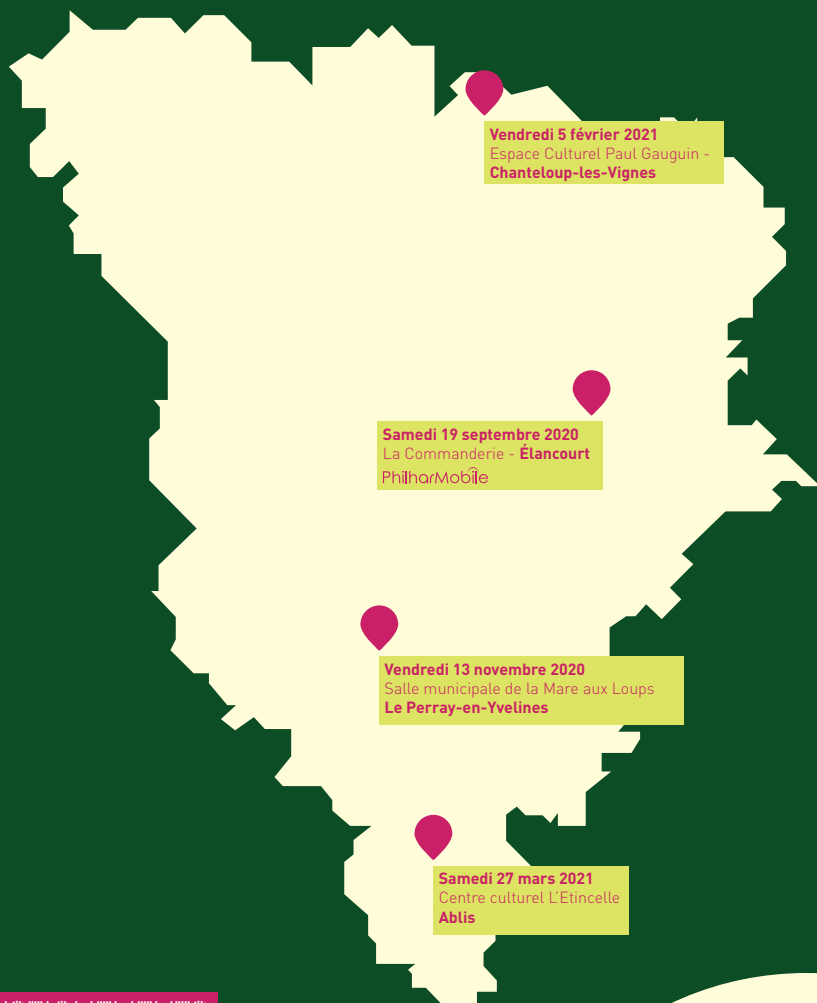 Vendredi 5 février 2021
Espace Culturel Paul Gauguin -
Chanteloup-les-Vignes
Samedi 19 septembre 2020
La Commanderie - Élancourt
PhilharMobile
Vendredi 13 novembre 2020
Salle municipale de la Mare aux Loups
Le Perray-en-Yvelines
Samedi 27 mars 2021
Centre culturel L'Etincelle
Ablis